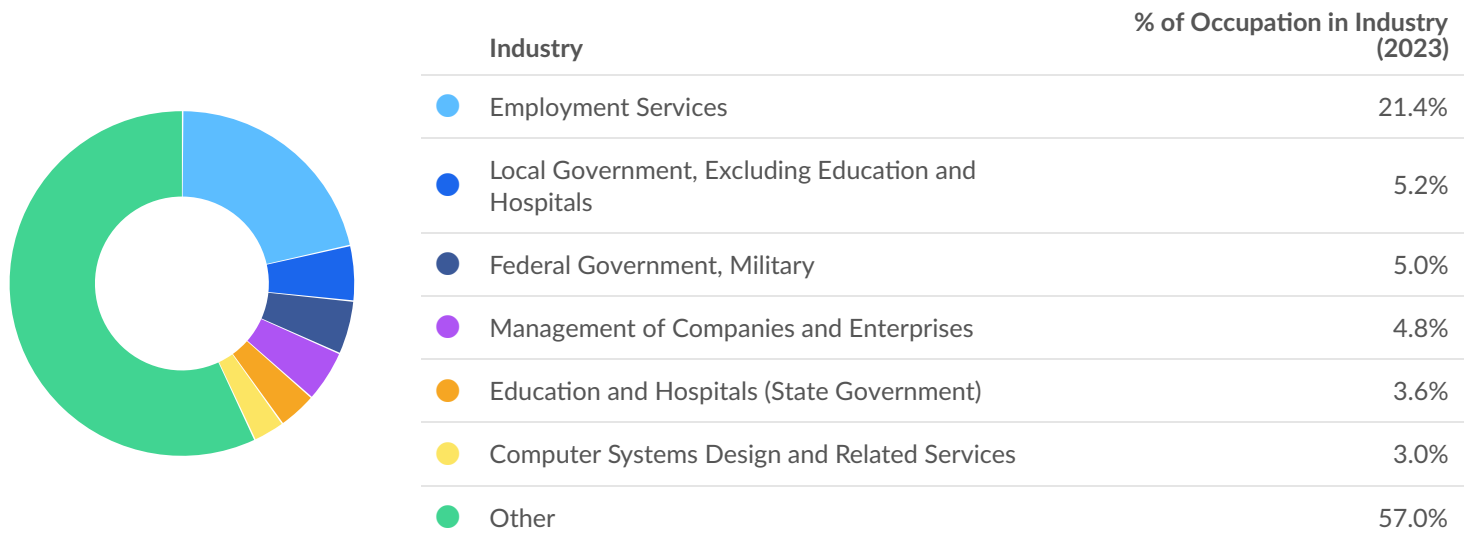 Industry
% of Occupation in Industry
(2023)
Employment Services
21.4%
Local Government, Excluding Education and
Hospitals
5.2%
Federal Government, Military
5.0%
Management of Companies and Enterprises
4.8%
Education and Hospitals (State Government)
3.6%
Computer Systems Design and Related Services
3.0%
Other
57.0%